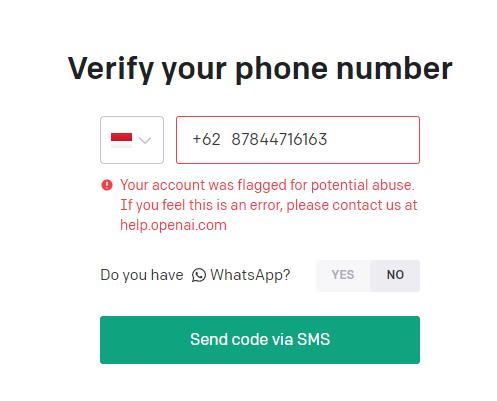 Verify your phone number
+62 87844716163
Your account was flagged for potential abuse.
If you feel this is an error, please contact us at
help.openai.com
Do you have WhatsApp? YES NO
Send code via SMS